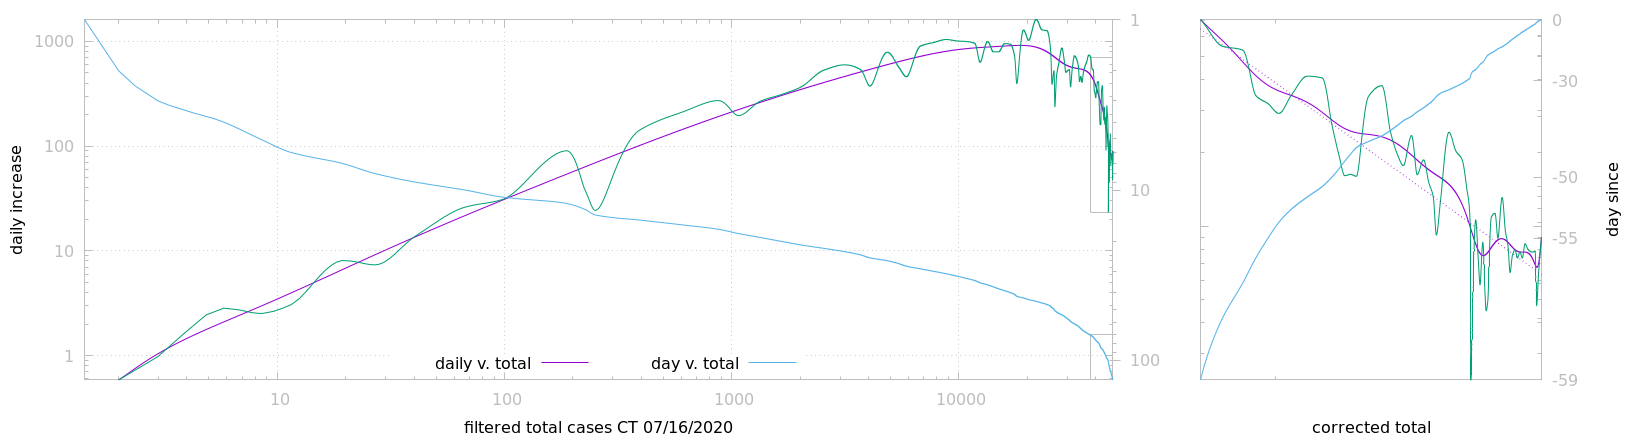 1000
100
10
1
daily increase
10
100
1000
10000
filtered total cases CT 07/16/2020
daily v. total
day v. total
1
10
100
0
-30
-50
-55
-59
day since
corrected total